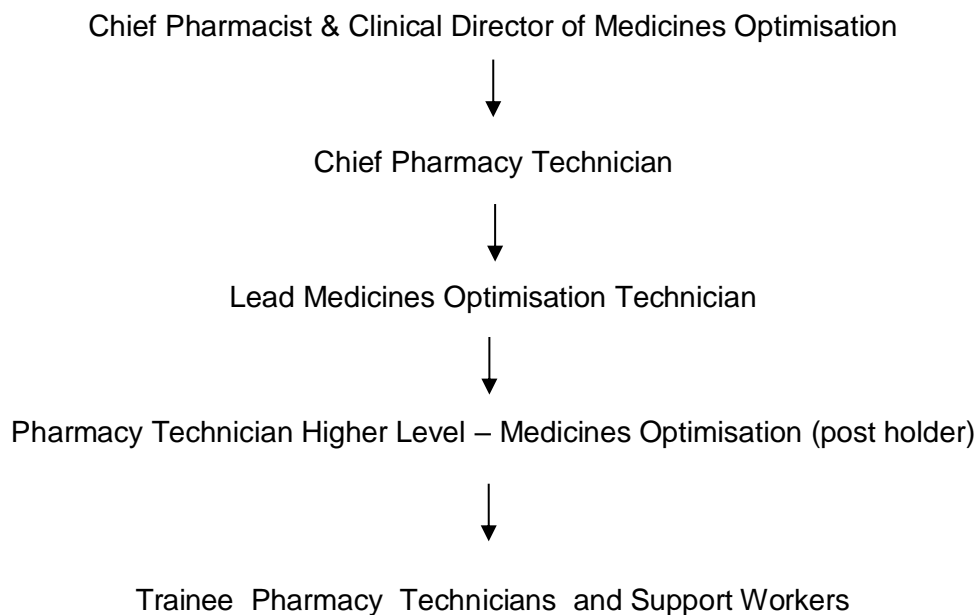 Chief Pharmacist & Clinical Director of Medicines Optimisation
Chief Pharmacy Technician
Lead Medicines Optimisation Technician
Pharmacy Technician Higher Level – Medicines Optimisation (post holder)
Trainee Pharmacy Technicians and Support Workers